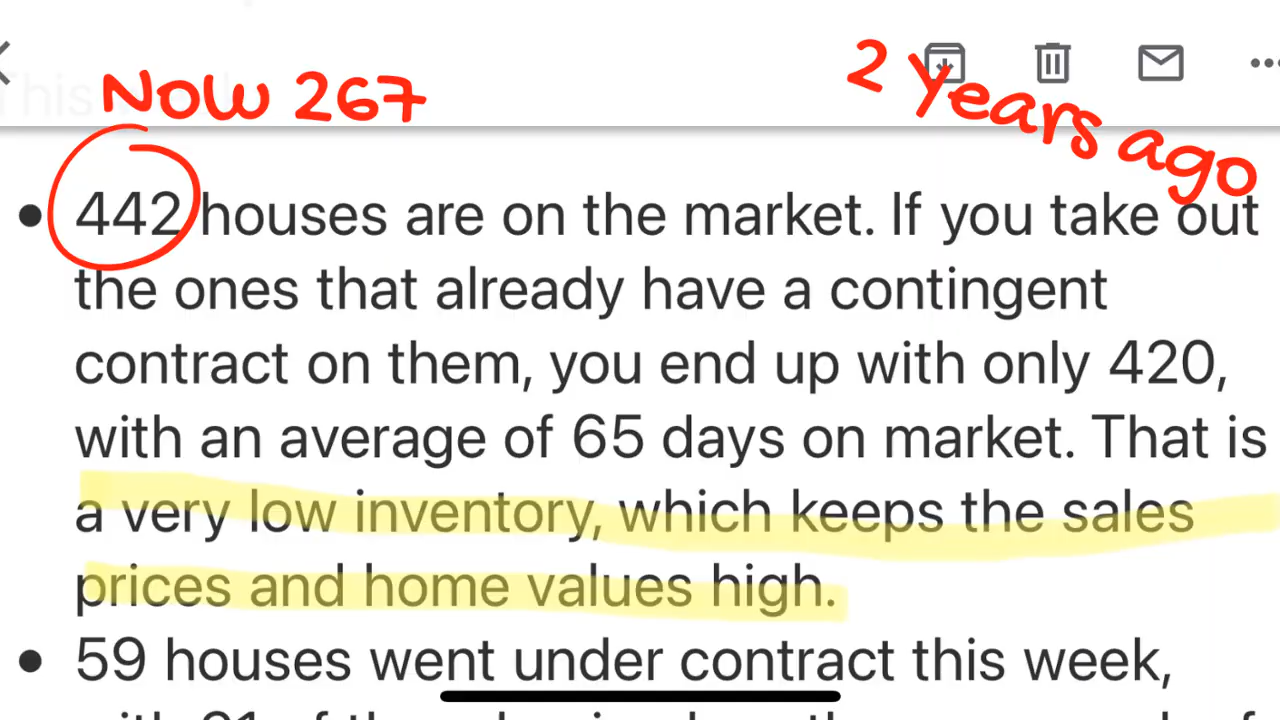 This
Now 267
2 Years ago
• 442 houses are on the market. If you take out
the ones that already have a contingent
contract on them, you end up with only 420,
with an average of 65 days on market. That is
a very low inventory, which keeps the sales
prices and home values high.
• 59 houses went under contract this week,